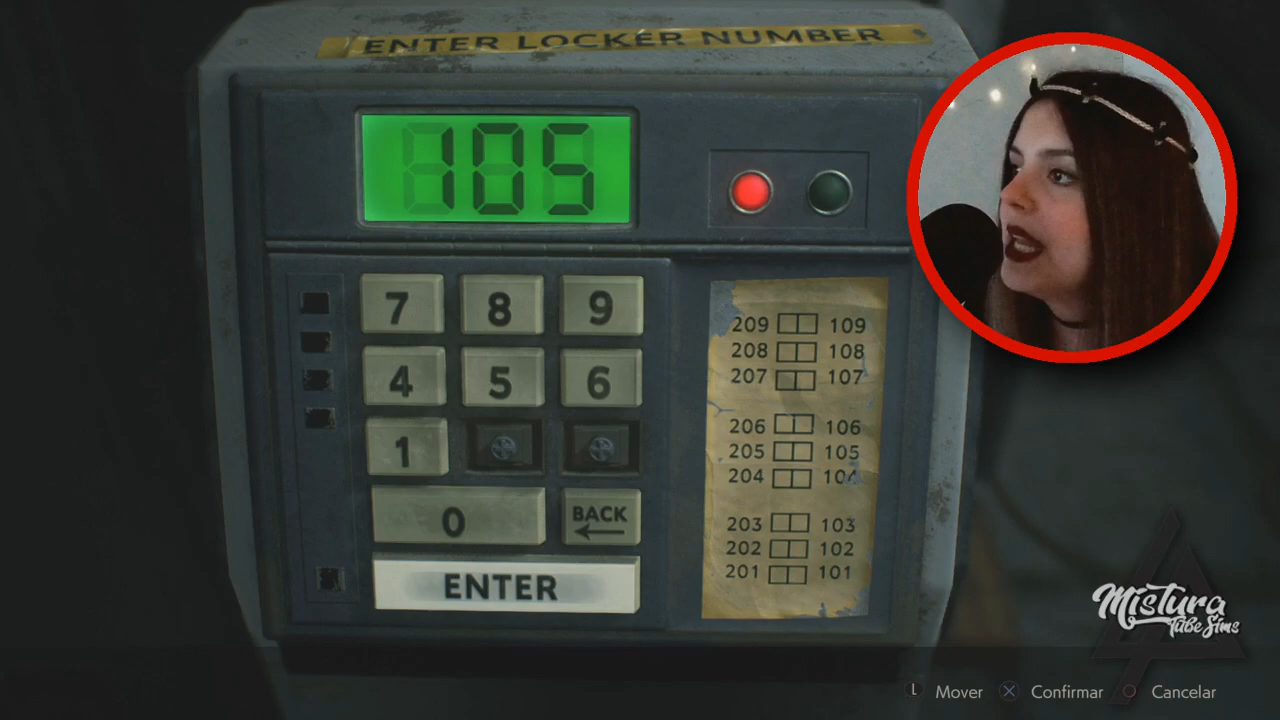 ENTER LOCKER NUMBER
105
7 8 9
4 5 6
1
0 BACK
ENTER
209 109
208 108
207 107
206 106
205 105
204 104
203 103
202 102
201 101
Mistura
Tube Sims
L Mover X Confirmar O Cancelar